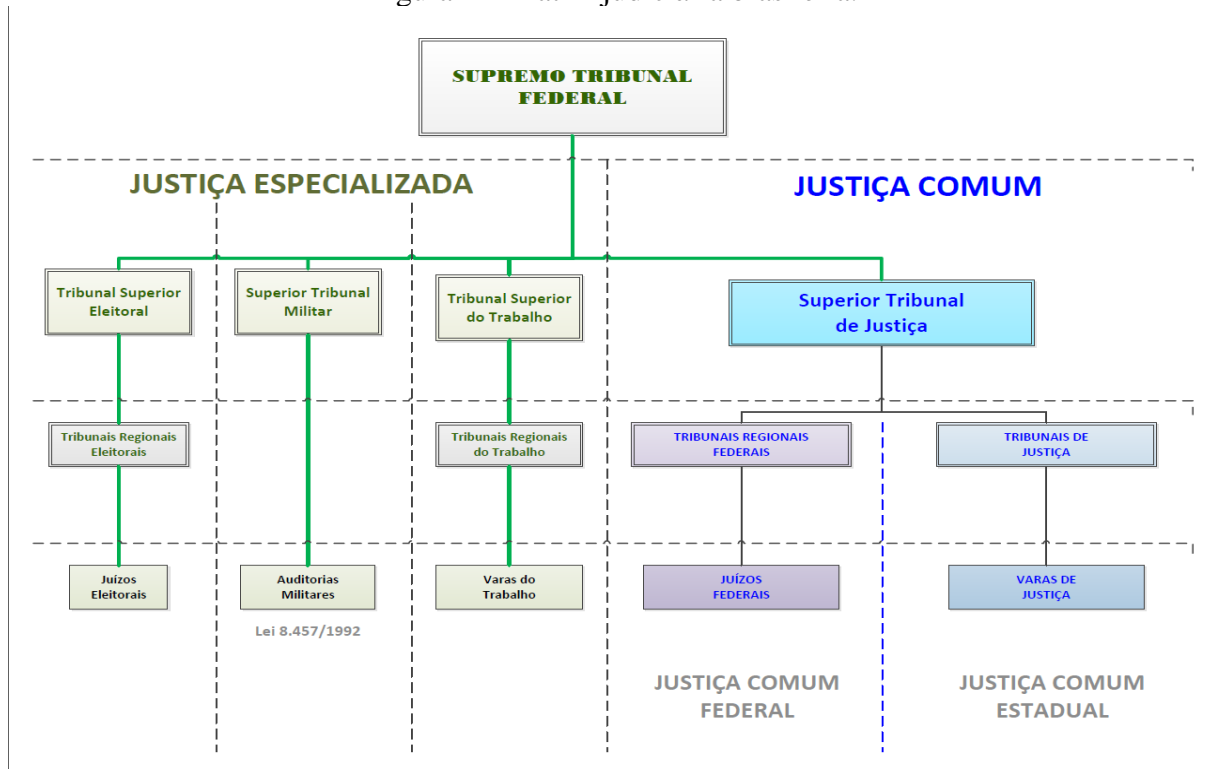 SUPREMO TRIBUNAL
FEDERAL
JUSTIÇA ESPECIALIZADA
JUSTIÇA COMUM
Tribunal Superior
Eleitoral
Superior Tribunal
Militar
Tribunal Superior
do Trabalho
Superior Tribunal
de Justiça
Tribunais Regionais
Eleitorais
Tribunais Regionais
do Trabalho
TRIBUNAIS REGIONAIS
FEDERAIS
TRIBUNAIS DE
JUSTIÇA
Juízos
Eleitorais
Auditorias
Militares
Varas do
Trabalho
JUÍZOS
FEDERAIS
VARAS DE
JUSTIÇA
Lei 8.457/1992
JUSTIÇA COMUM
FEDERAL
JUSTIÇA COMUM
ESTADUAL